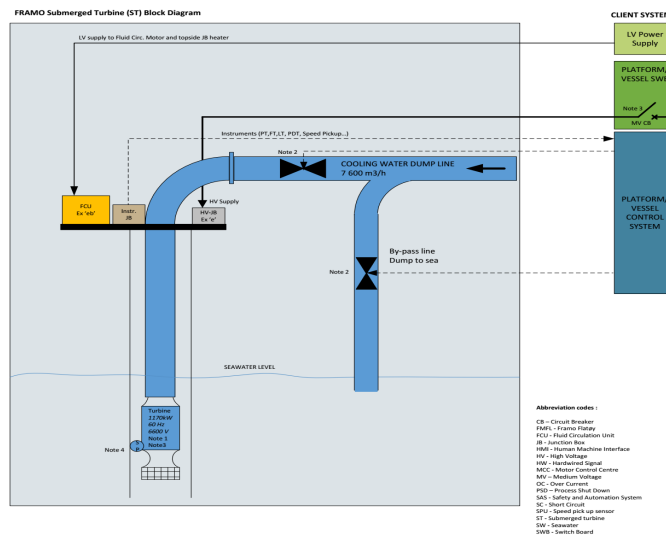 FRAMO Submerged Turbine (ST) Block Diagram
CLIENT SYSTEM
LV supply to Fluid Circ. Motor and topside JB heater
LV Power
Supply
PLATFORM/
VESSEL SWB
Note 3
MV CB
Instruments (PT,FT,LT, PDT, Speed Pickup...)
Note 2
COOLING WATER DUMP LINE
7 600 m3/h
HV Supply
FCU
Ex 'eb'
Instr.
JB
HV-JB
Ex 'e'
PLATFORM/
VESSEL
CONTROL
SYSTEM
By-pass line
Dump to sea
Note 2
SEAWATER LEVEL
Turbine
1170kW
60 Hz
6600 V
Note 1
Note3
S
P
Note 4
Abbreviation codes :
CB – Circuit Breaker
FMFL - Framo Flatøy
FCU - Fluid Circulation Unit
JB - Junction Box
HMI - Human Machine Interface
HV - High Voltage
HW - Hardwired Signal
MCC - Motor Control Centre
MV – Medium Voltage
OC - Over Current
PSD – Process Shut Down
SAS - Safety and Automation System
SC - Short Circuit
SPU - Speed pick up sensor
ST - Submerged turbine
SW - Seawater
SWB - Switch Board